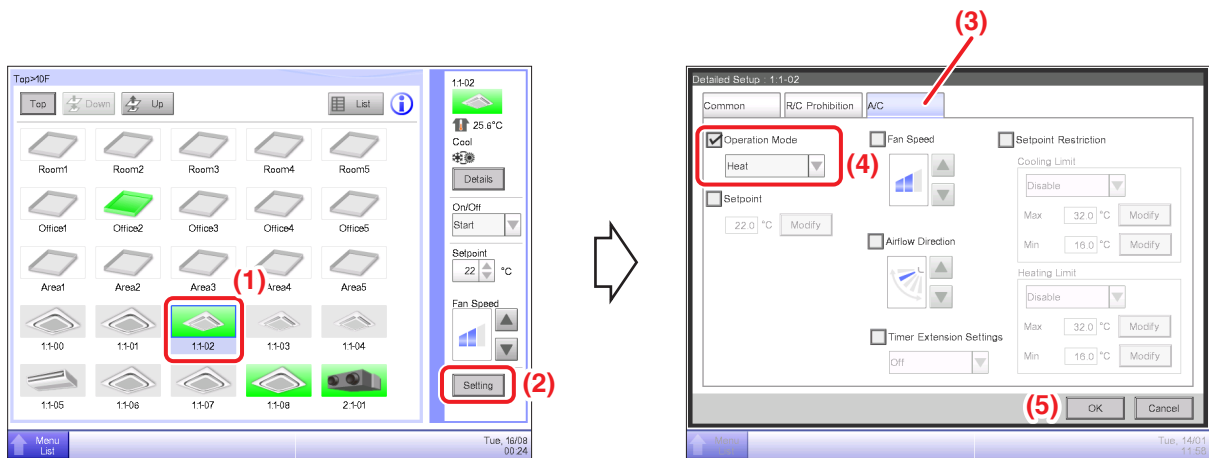 (3)
Top>10F
Top Down Up List
Room1 Room2 Room3 Room4 Room5
Office1 Office2 Office3 Office4 Office5
(1)
Area1 Area2 Area3 Area4 Area5
1:1-00 1:1-01 1:1-02 1:1-03 1:1-04
1:1-05 1:1-06 1:1-07 1:1-08 2:1-01
1:1-02
25.6°C
Cool
Details
On/Off
Start
Setpoint
22 °C
Fan Speed
Setting
(2)
Menu
List
Tue, 16/08
00:24
Detailed Setup : 1:1-02
Common R/C Prohibition A/C
Operation Mode
Heat
(4)
Setpoint
22.0 °C Modify
Fan Speed
Airflow Direction
Timer Extension Settings
Off
Setpoint Restriction
Cooling Limit
Disable
Max 32.0 °C Modify
Min 16.0 °C Modify
Heating Limit
Disable
Max 32.0 °C Modify
Min 16.0 °C Modify
(5)
OK Cancel
Menu
List
Tue, 14/01
11:56